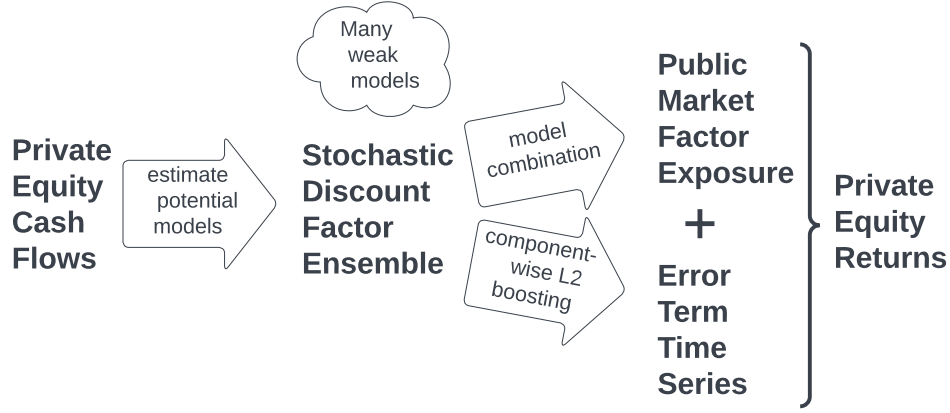 Private
Equity
Cash
Flows
estimate
potential
models
Many
weak
models
Stochastic
Discount
Factor
Ensemble
model
combination
component-
wise L2
boosting
Public
Market
Factor
Exposure
+
Error
Term
Time
Series
Private
Equity
Returns